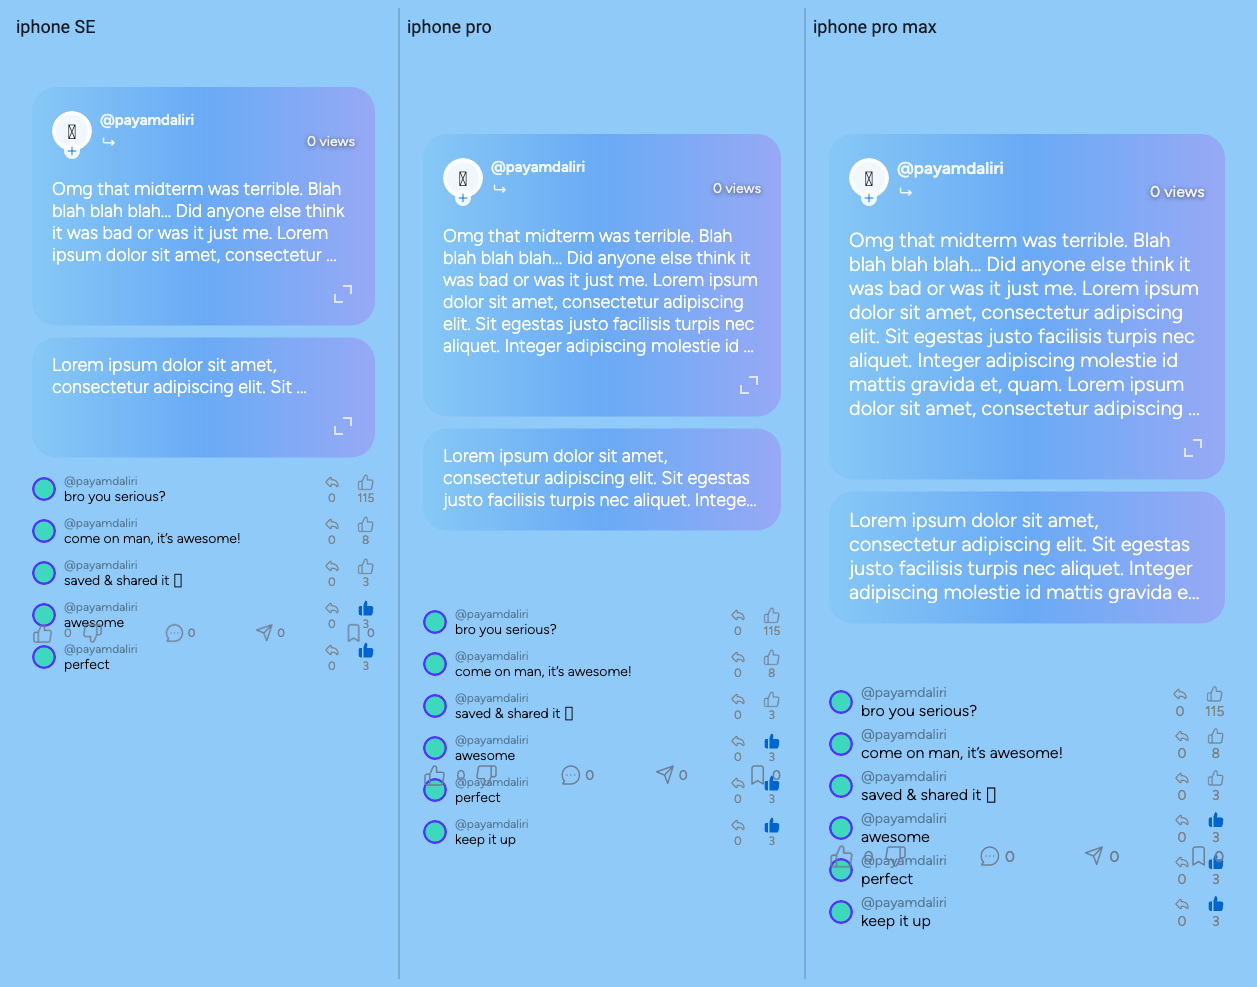 iphone SE
@payamdaliri
0 views
Omg that midterm was terrible. Blah
blah blah blah... Did anyone else think
it was bad or was it just me. Lorem
ipsum dolor sit amet, consectetur ...
Lorem ipsum dolor sit amet,
consectetur adipiscing elit. Sit ...
@payamdaliri
bro you serious?
0 115
@payamdaliri
come on man, it's awesome!
0 8
@payamdaliri
saved & shared it
0 3
@payamdaliri
awesome
0 3
0 0 0 0
@payamdaliri
perfect
0 3
iphone pro
@payamdaliri
0 views
Omg that midterm was terrible. Blah
blah blah blah... Did anyone else think it
was bad or was it just me. Lorem ipsum
dolor sit amet, consectetur adipiscing
elit. Sit egestas justo facilisis turpis nec
aliquet. Integer adipiscing molestie id ...
Lorem ipsum dolor sit amet,
consectetur adipiscing elit. Sit egestas
justo facilisis turpis nec aliquet. Intege...
@payamdaliri
bro you serious?
0 115
@payamdaliri
come on man, it's awesome!
0 8
@payamdaliri
saved & shared it
0 3
@payamdaliri
awesome
0 3
0 0 0 0
@payamdaliri
perfect
0 3
@payamdaliri
keep it up
0 3
iphone pro max
@payamdaliri
0 views
Omg that midterm was terrible. Blah
blah blah blah... Did anyone else think it
was bad or was it just me. Lorem ipsum
dolor sit amet, consectetur adipiscing
elit. Sit egestas justo facilisis turpis nec
aliquet. Integer adipiscing molestie id
mattis gravida et, quam. Lorem ipsum
dolor sit amet, consectetur adipiscing ...
Lorem ipsum dolor sit amet,
consectetur adipiscing elit. Sit egestas
justo facilisis turpis nec aliquet. Integer
adipiscing molestie id mattis gravida e...
@payamdaliri
bro you serious?
0 115
@payamdaliri
come on man, it's awesome!
0 8
@payamdaliri
saved & shared it
0 3
@payamdaliri
awesome
0 3
0 0 0 0
@payamdaliri
perfect
0 3
@payamdaliri
keep it up
0 3